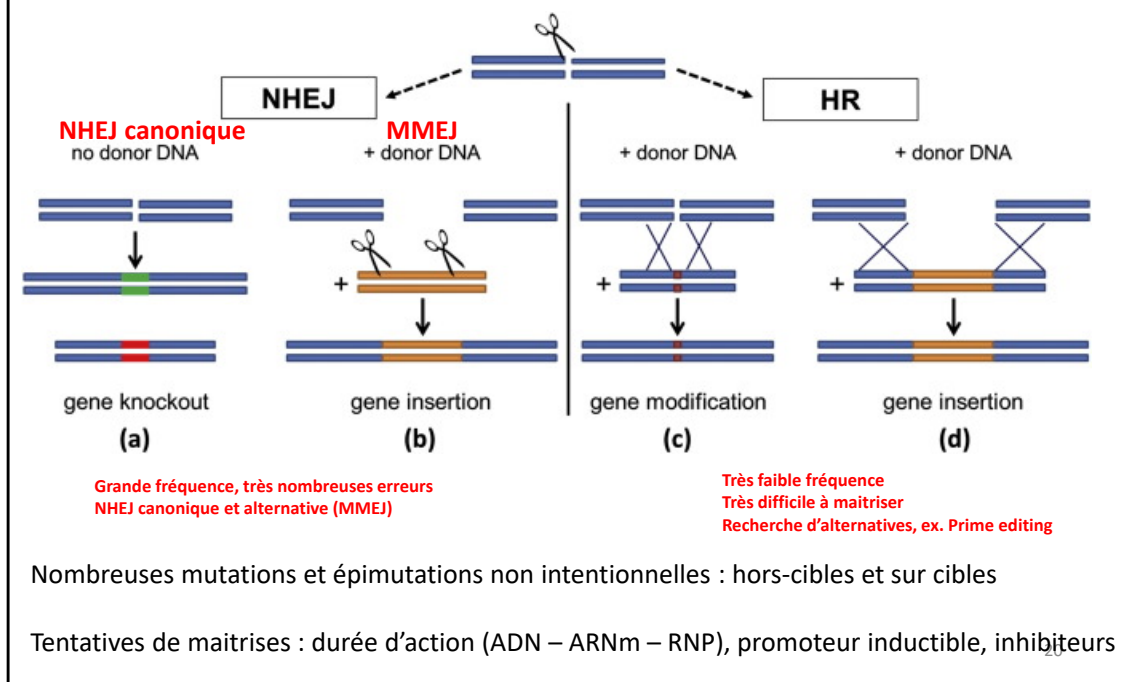 NHEJ
HR
NHEJ canonique
MMEJ
no donor DNA
+ donor DNA
+ donor DNA
+ donor DNA
+
+
+
gene knockout
gene insertion
gene modification
gene insertion
(a)
(b)
(c)
(d)
Grande fréquence, très nombreuses erreurs
NHEJ canonique et alternative (MMEJ)
Très faible fréquence
Très difficile à maitriser
Recherche d'alternatives, ex. Prime editing
Nombreuses mutations et épimutations non intentionnelles : hors-cibles et sur cibles
Tentatives de maitrises : durée d'action (ADN – ARNm – RNP), promoteur inductible, inhibiteurs
20